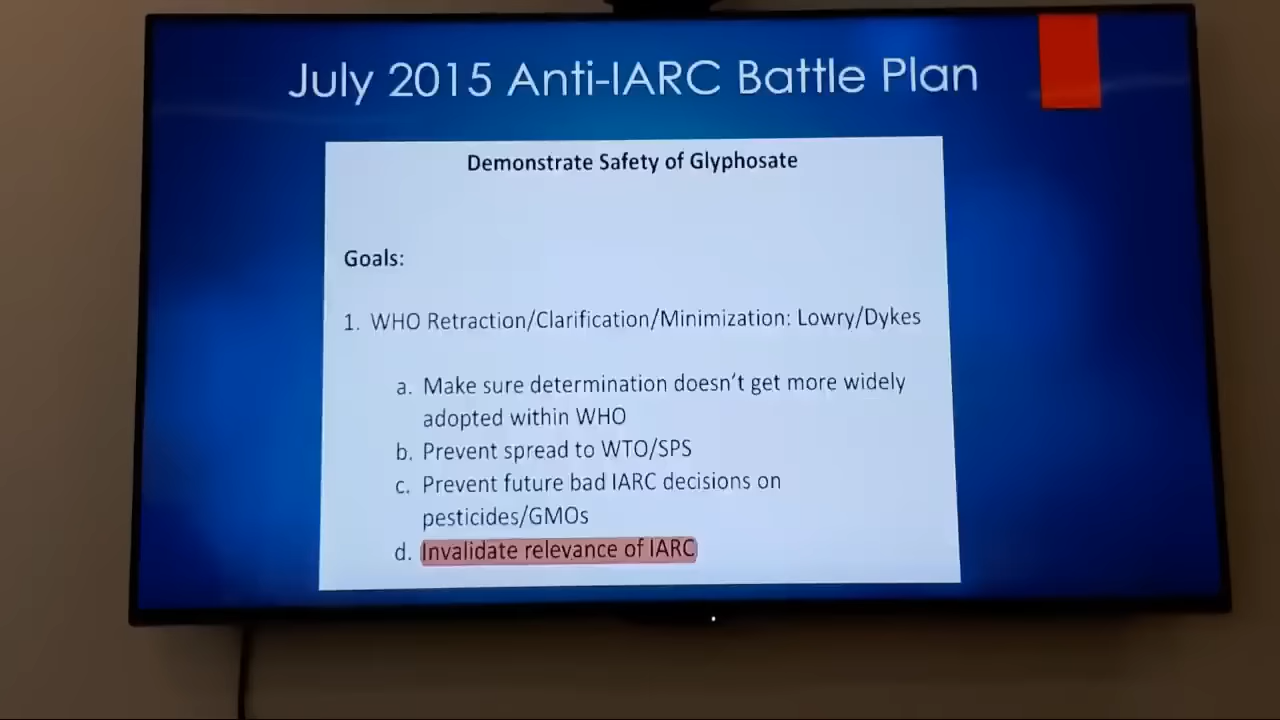 July 2015 Anti-IARC Battle Plan
Demonstrate Safety of Glyphosate
Goals:
1. WHO Retraction/Clarification/Minimization: Lowry/Dykes
a. Make sure determination doesn't get more widely
adopted within WHO
b. Prevent spread to WTO/SPS
c. Prevent future bad IARC decisions on
pesticides/GMOs
d. Invalidate relevance of IARC